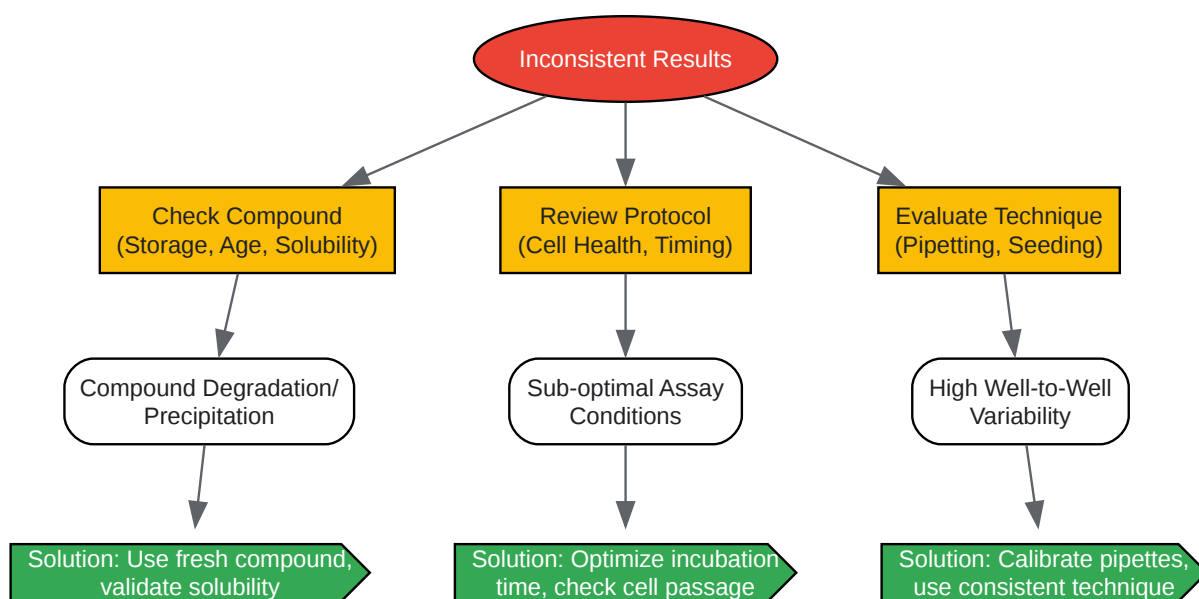 Inconsistent Results
Check Compound
(Storage, Age, Solubility)
Review Protocol
(Cell Health, Timing)
Evaluate Technique
(Pipetting, Seeding)
Compound Degradation/
Precipitation
Sub-optimal Assay
Conditions
High Well-to-Well
Variability
Solution: Use fresh compound,
validate solubility
Solution: Optimize incubation
time, check cell passage
Solution: Calibrate pipettes,
use consistent technique